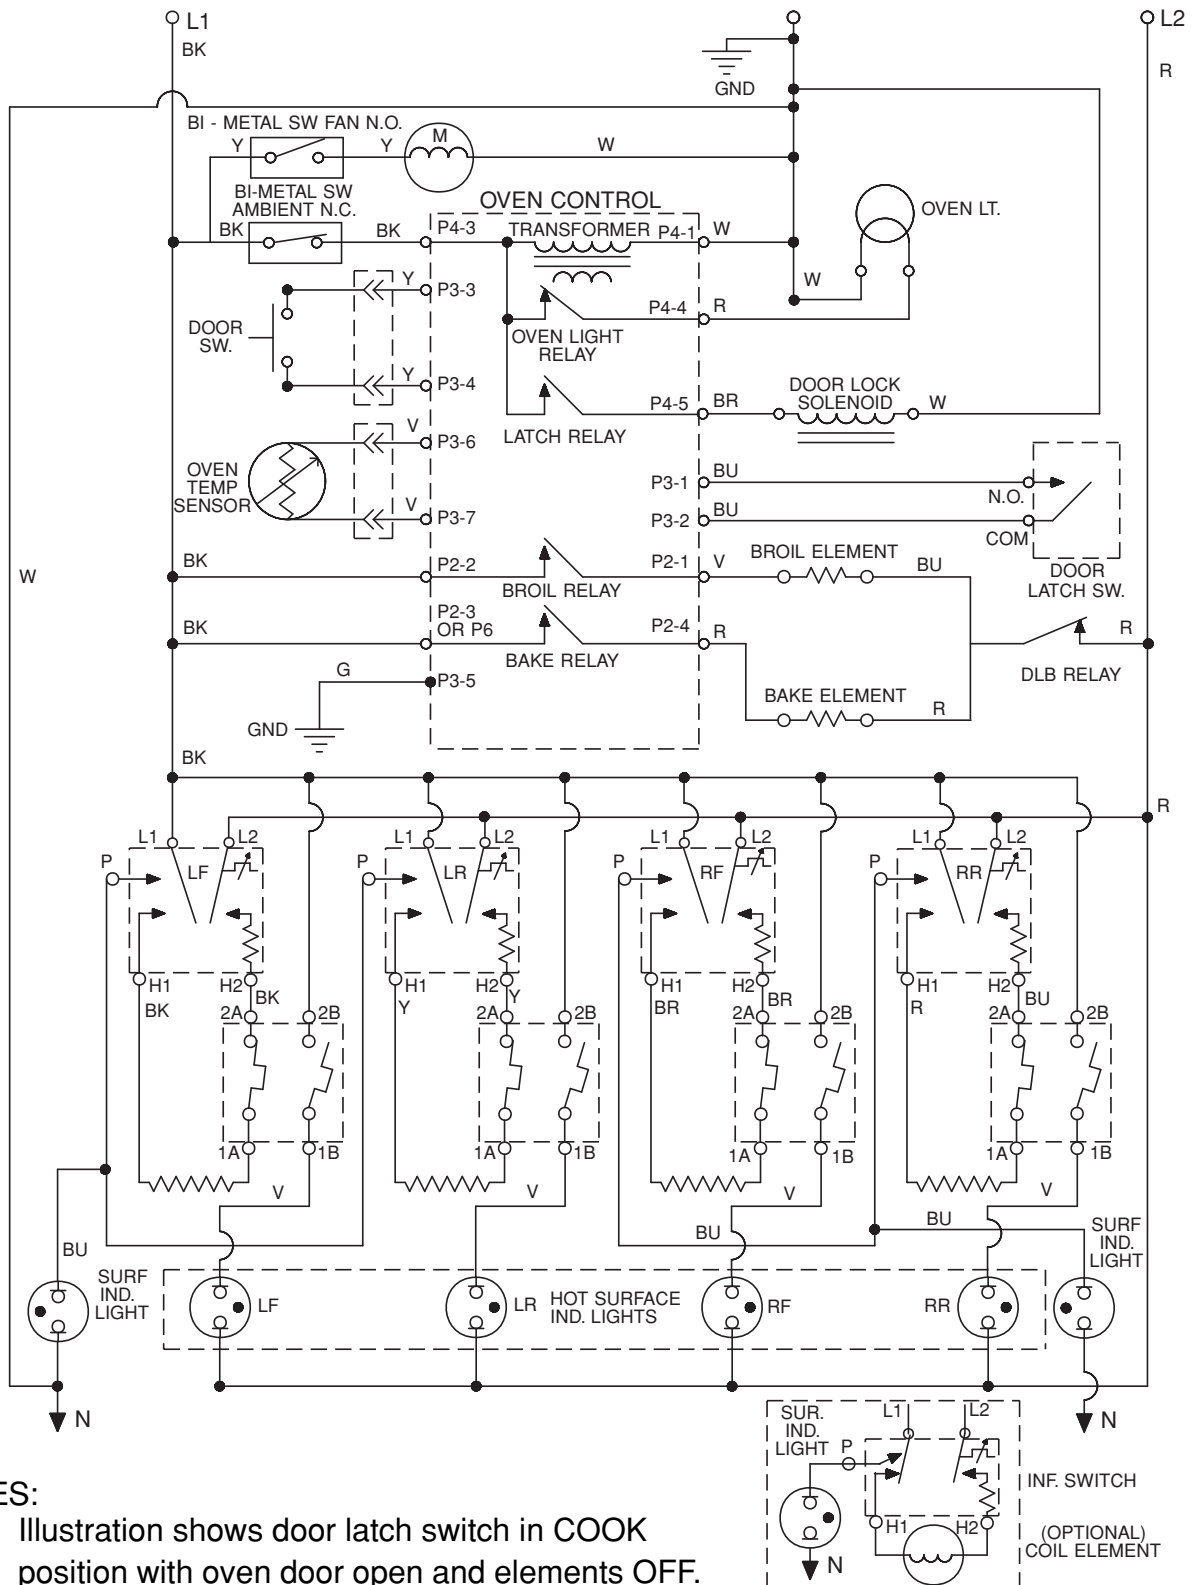 L1
L2
BK
R
GND
BI - METAL SW FAN N.O.
Y
Y
M
W
BI-METAL SW
AMBIENT N.C.
OVEN CONTROL
OVEN LT.
BK
BK
P4-3
TRANSFORMER
P4-1
W
W
Y
P3-3
P4-4
R
DOOR
SW.
OVEN LIGHT
RELAY
Y
P3-4
DOOR LOCK
SOLENOID
P4-5
BR
W
V
P3-6
LATCH RELAY
OVEN
TEMP
SENSOR
P3-1
BU
N.O.
V
P3-7
P3-2
BU
COM
BK
P2-2
P2-1
V
BROIL ELEMENT
BU
DOOR
LATCH SW.
W
BROIL RELAY
P2-3
OR P6
BK
P2-4
R
R
BAKE RELAY
DLB RELAY
G
P3-5
BAKE ELEMENT
R
GND
BK
R
L1
L2
L1
L2
L1
L2
L1
L2
P
LF
P
LR
P
RF
P
RR
H1
H2
H1
H2
H1
H2
H1
H2
BK
BK
Y
Y
BR
BR
R
BU
2A
2B
2A
2B
2A
2B
2A
2B
1A
1B
1A
1B
1A
1B
1A
1B
V
V
V
V
BU
BU
BU
SURF
IND.
LIGHT
SURF
IND.
LIGHT
LF
LR
HOT SURFACE
IND. LIGHTS
RF
RR
N
N
SUR.
IND.
LIGHT
L1
L2
P
INF. SWITCH
H1
H2
N
(OPTIONAL)
COIL ELEMENT
ES:
Illustration shows door latch switch in COOK
position with oven door open and elements OFF.